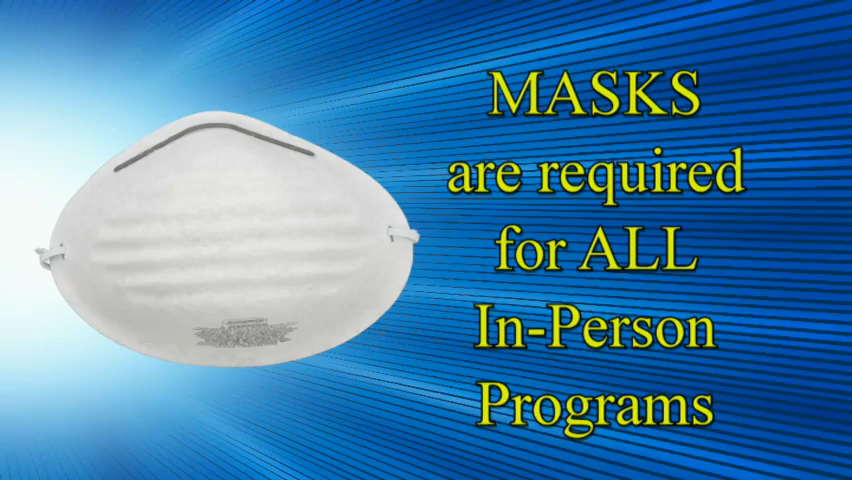 MASKS
are required
for ALL
In-Person
Programs